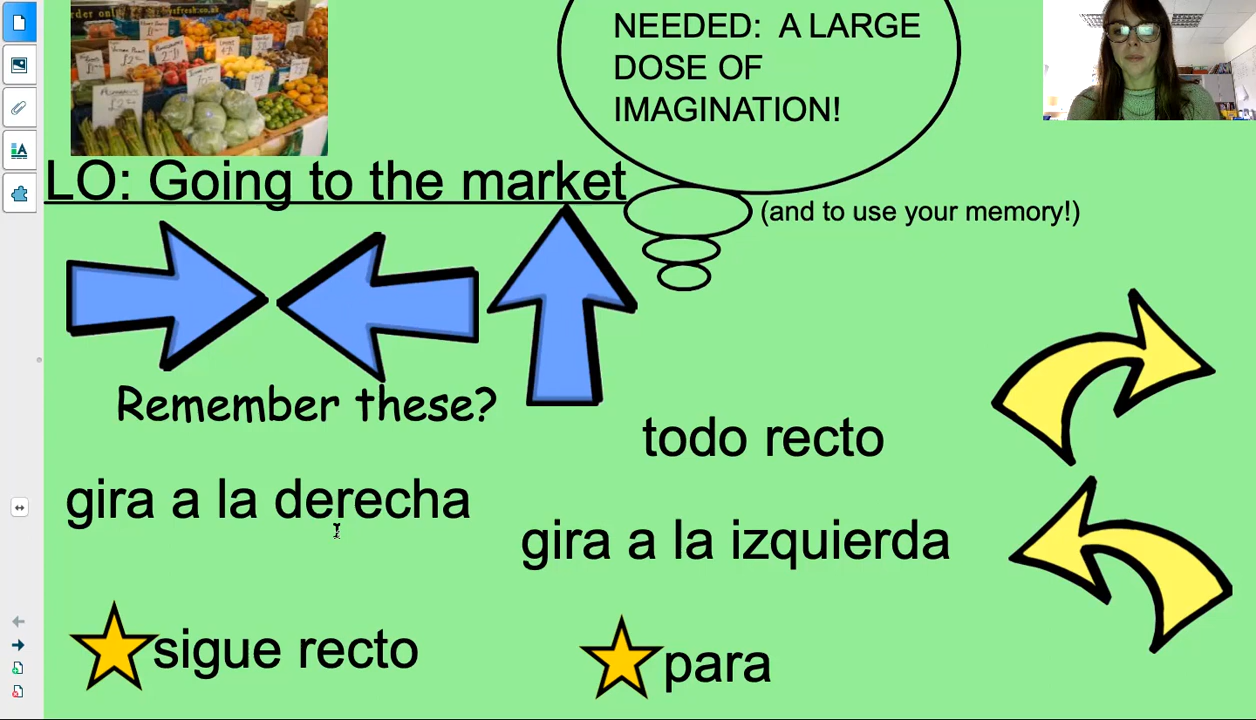 NEEDED: A LARGE
DOSE OF
IMAGINATION!
LO: Going to the market
(and to use your memory!)
Remember these?
todo recto
gira a la derecha
gira a la izquierda
sigue recto
para